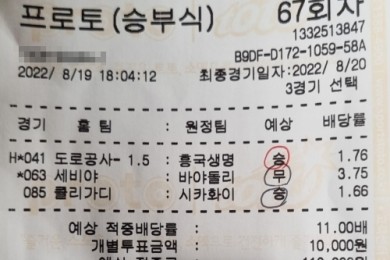 프로토(승부식) 67회차
1332513847
B9DF-D172-1059-58A
2022/ 8/19 18:04:12 최종경기일자:2022/ 8/20
3경기 선택
경기 홈팀 : 원정팀 예상 배당률
H*041 도로공사- 1.5 : 흥국생명 승 1.76
*063 세비야 : 바야돌리 무 3.75
085 콜리가디 : 시카화이 승 1.66
예상 적중배당률 : 11.00배
개별투표금액 : 10,000원